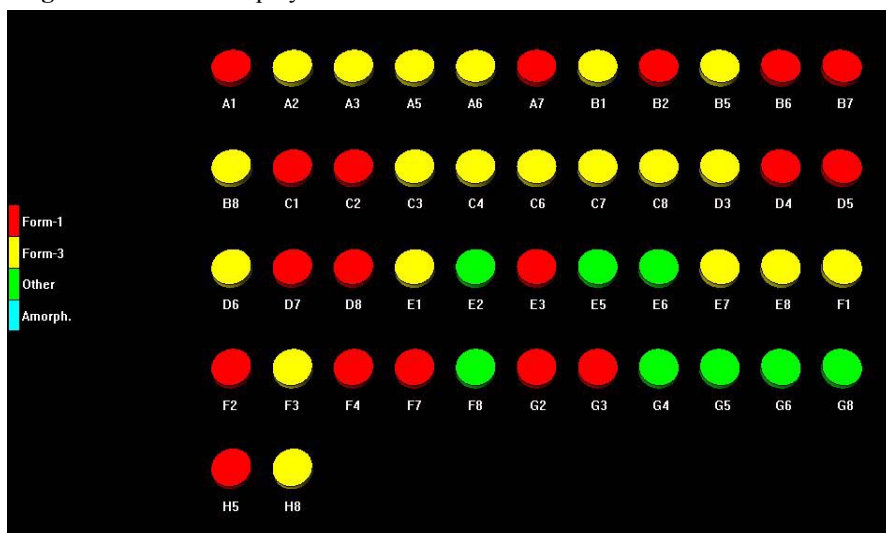 A1 A2 A3 A5 A6 A7 B1 B2 B5 B6 B7
B8 C1 C2 C3 C4 C6 C7 C8 D3 D4 D5
Form-1
Form-3
Other
Amorph.
D6 D7 D8 E1 E2 E3 E5 E6 E7 E8 F1
F2 F3 F4 F7 F8 G2 G3 G4 G5 G6 G8
H5 H8